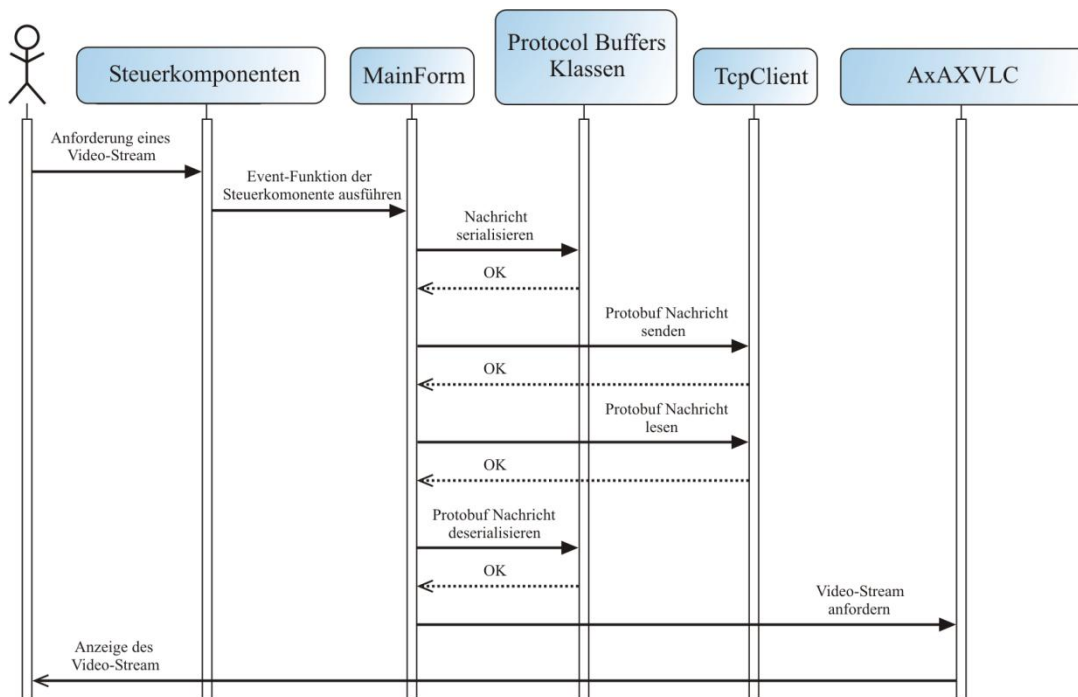 Steuerkomponenten
MainForm
Protocol Buffers
Klassen
TcpClient
AxAXVLC
Anforderung eines
Video-Stream
Event-Funktion der
Steuerkomonente ausführen
Nachricht
serialisieren
OK
Protobuf Nachricht
senden
OK
Protobuf Nachricht
lesen
OK
Protobuf Nachricht
deserialisieren
OK
Video-Stream
anfordern
Anzeige des
Video-Stream